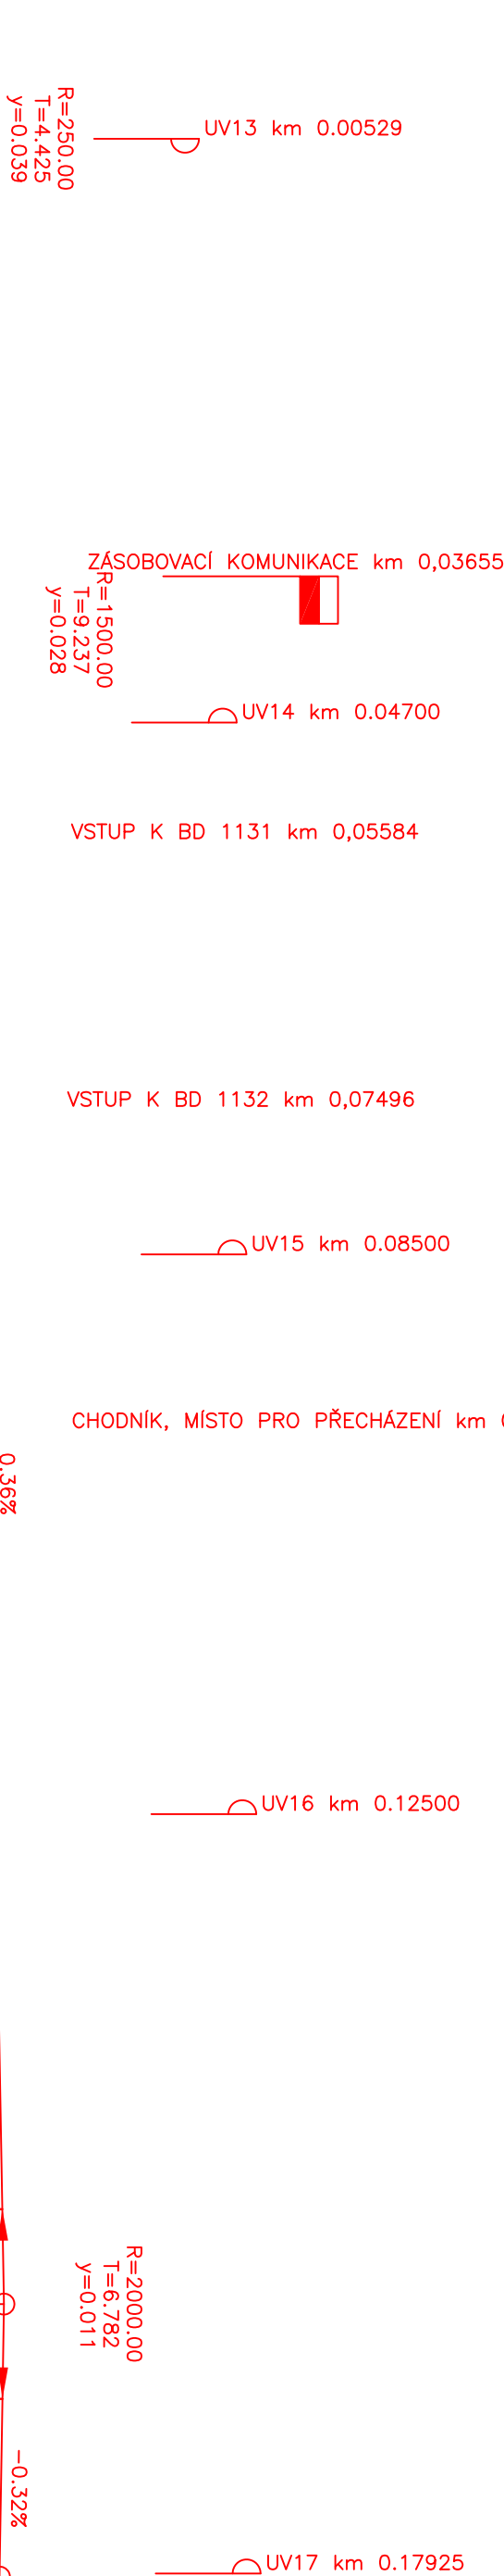 R=250.00
T=4.425
y=0.039
UV13 km 0.00529
ZÁSOBOVACÍ KOMUNIKACE km 0,03655
R=1500.00
T=9.237
y=0.028
UV14 km 0.04700
VSTUP K BD 1131 km 0,05584
VSTUP K BD 1132 km 0,07496
UV15 km 0.08500
CHODNÍK, MÍSTO PRO PŘECHÁZENÍ km
0.36%
UV16 km 0.12500
R=2000.00
T=6.782
y=0.011
-0.32%
UV17 km 0.17925